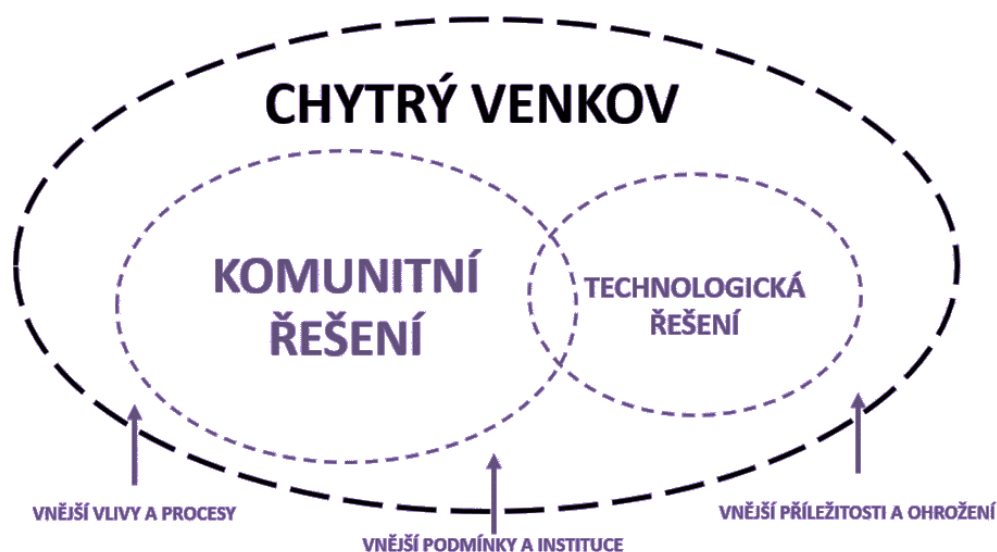 CHYTRÝ VENKOV
KOMUNITNÍ
ŘEŠENÍ
TECHNOLOGICKÁ
ŘEŠENÍ
VNĚJŠÍ VLIVY A PROCESY
VNĚJŠÍ PODMÍNKY A INSTITUCE
VNĚJŠÍ PŘÍLEŽITOSTI A OHROŽENÍ